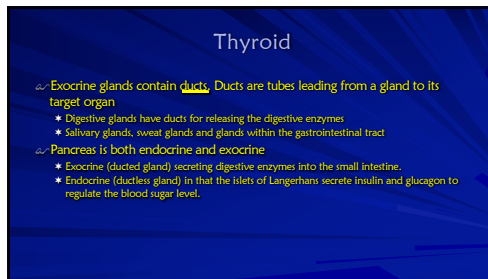 Thyroid
Exocrine glands contain ducts. Ducts are tubes leading from a gland to its
target organ
Digestive glands have ducts for releasing the digestive enzymes
Salivary glands, sweat glands and glands within the gastrointestinal tract
Pancreas is both endocrine and exocrine
Exocrine (ducted gland) secreting digestive enzymes into the small intestine.
Endocrine (ductless gland) in that the islets of Langerhans secrete insulin and glucagon to
regulate the blood sugar level.